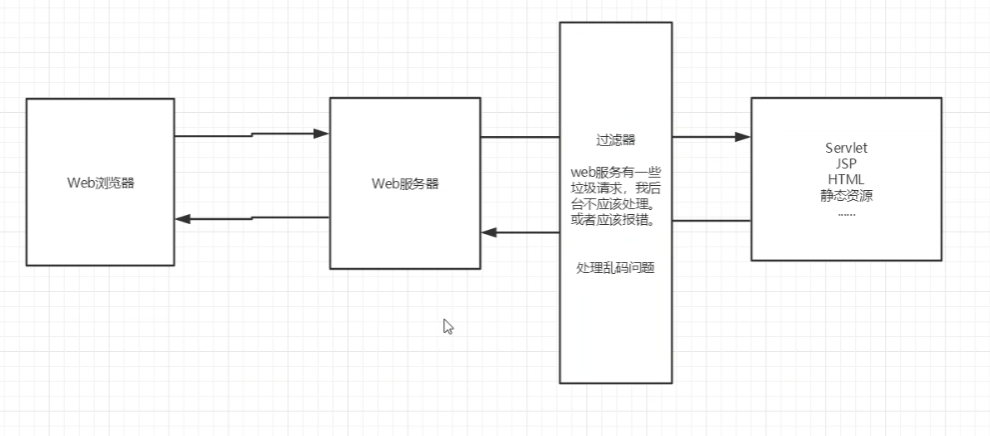 Web浏览器
Web服务器
过滤器
web服务有一些
垃圾请求，我后
台不应该处理。
或者应该报错。
处理乱码问题
Servlet
JSP
HTML
静态资源
......